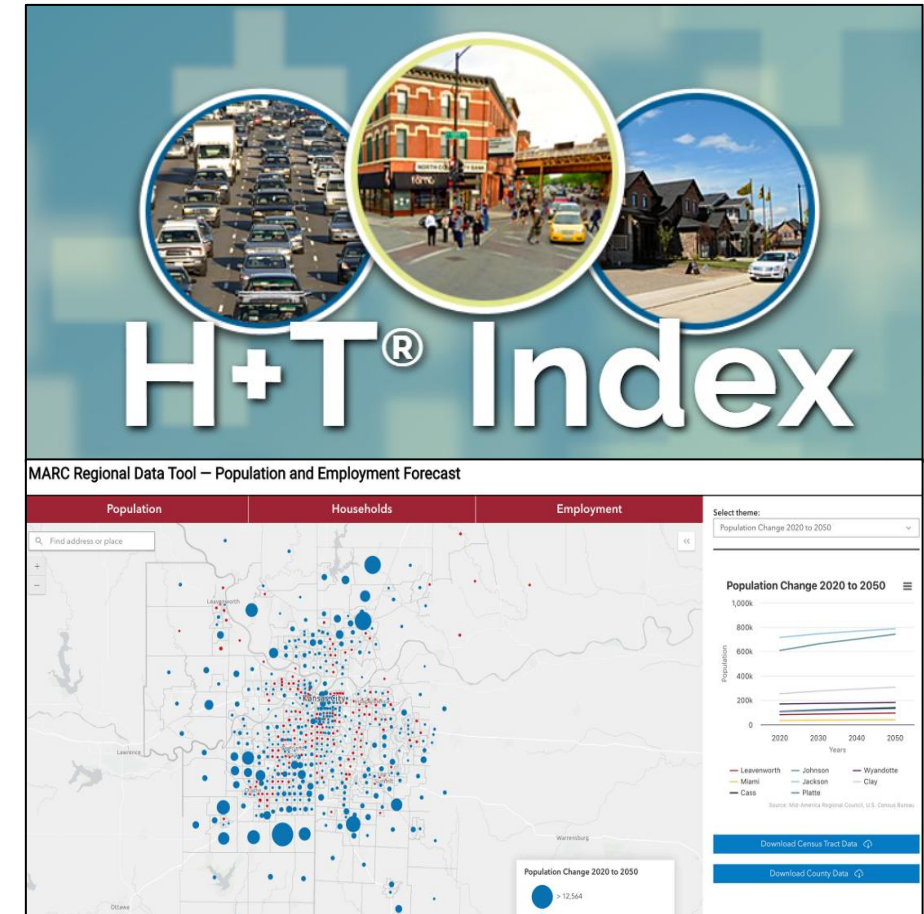 H+T® Index
MARC Regional Data Tool — Population and Employment Forecast
Population
Households
Employment
Find address or place
Leavenworth
Kansas City
Lawrence
Warrensburg
Ottawa
Population Change 2020 to 2050
> 12,564
Select theme:
Population Change 2020 to 2050
Population Change 2020 to 2050
1,000k
800k
600k
400k
200k
0
Population
2020 2030 2040 2050
Years
Leavenworth Johnson Wyandotte
Miami Jackson Clay
Cass Platte
Source: Mid-America Regional Council, U.S. Census Bureau
Download Census Tract Data
Download County Data